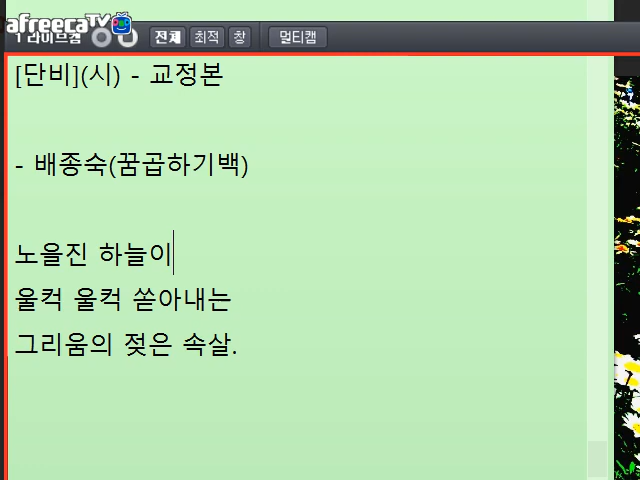 afreecaTV
1 라이브캠 전체 최적 창 멀티캠
[단비](시) - 교정본
- 배종숙(꿈곱하기백)
노을진 하늘이
울컥 울컥 쏟아내는
그리움의 젖은 속살.